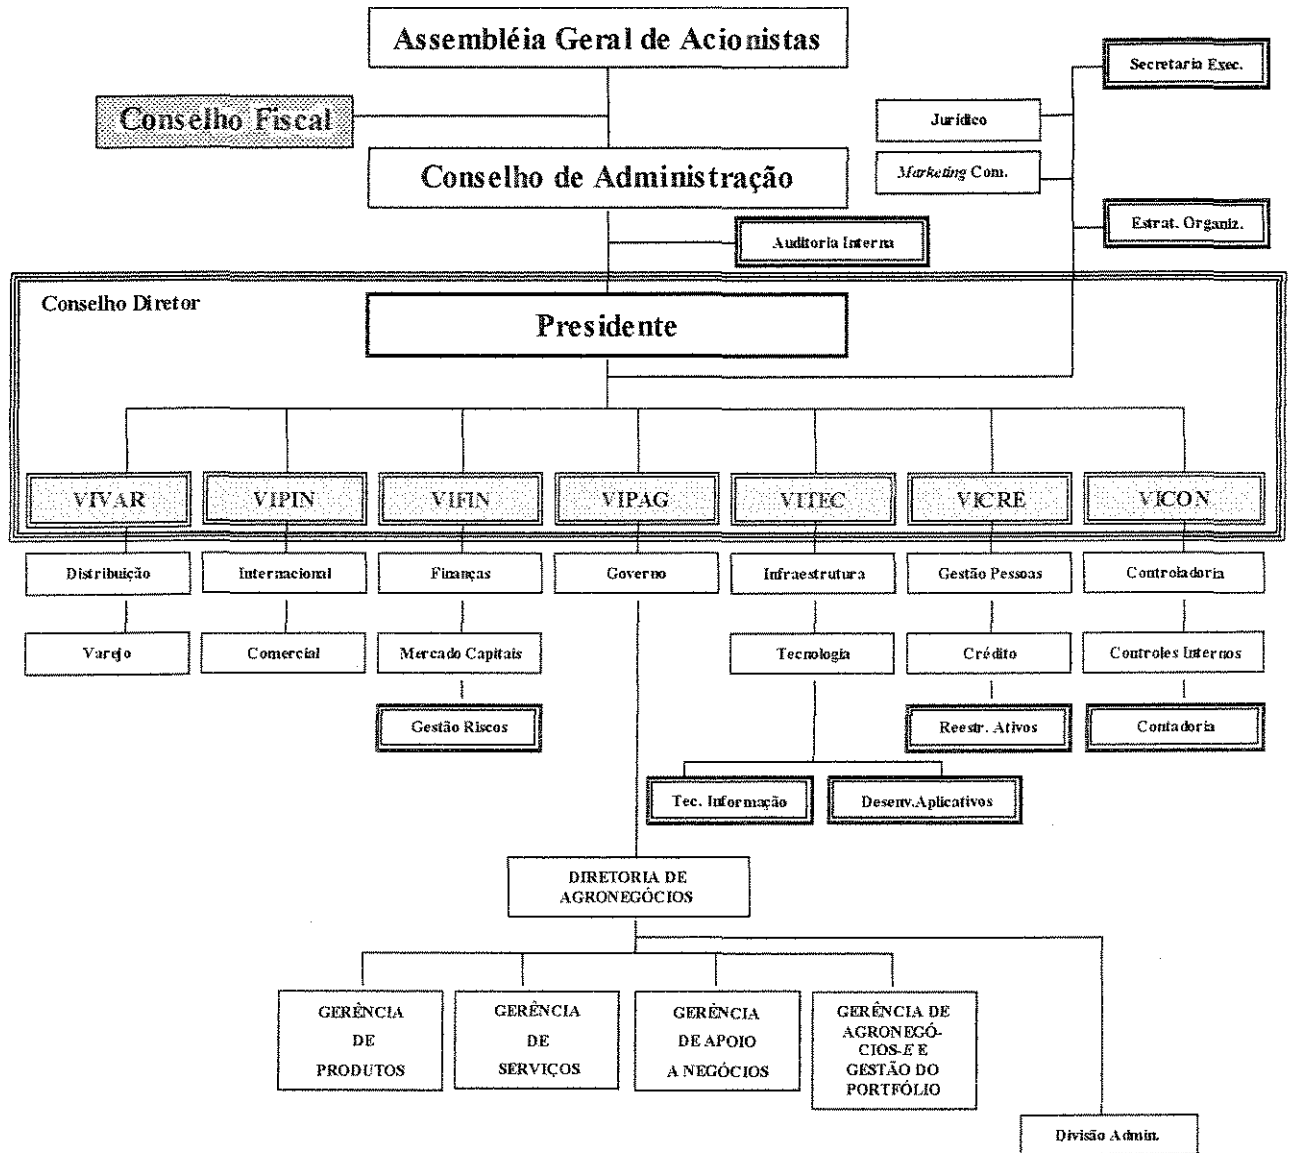 Assembléia Geral de Acionistas
Secretaria Exec.
Conselho Fiscal
Jurídico
Conselho de Administração
Marketing Com.
Estrat. Organiz.
Auditoria Interna
Conselho Diretor
Presidente
VIVAR
VIPIN
VIFIN
VIPAG
VITEC
VICRE
VICON
Distribuição
Internacional
Finanças
Governo
Infraestrutura
Gestão Pessoas
Controladoria
Varejo
Comercial
Mercado Capitais
Tecnologia
Crédito
Controles Internos
Gestão Riscos
Reestr. Ativos
Contadoria
Tec. Informação
Desenv.Aplicativos
DIRETORIA DE
AGRONEGÓCIOS
GERÊNCIA
DE
PRODUTOS
GERÊNCIA
DE
SERVIÇOS
GERÊNCIA
DE APOIO
A NEGÓCIOS
GERÊNCIA DE
AGRONEGÓ-
CIOS-E E
GESTÃO DO
PORTFÓLIO
Divisão Admin.